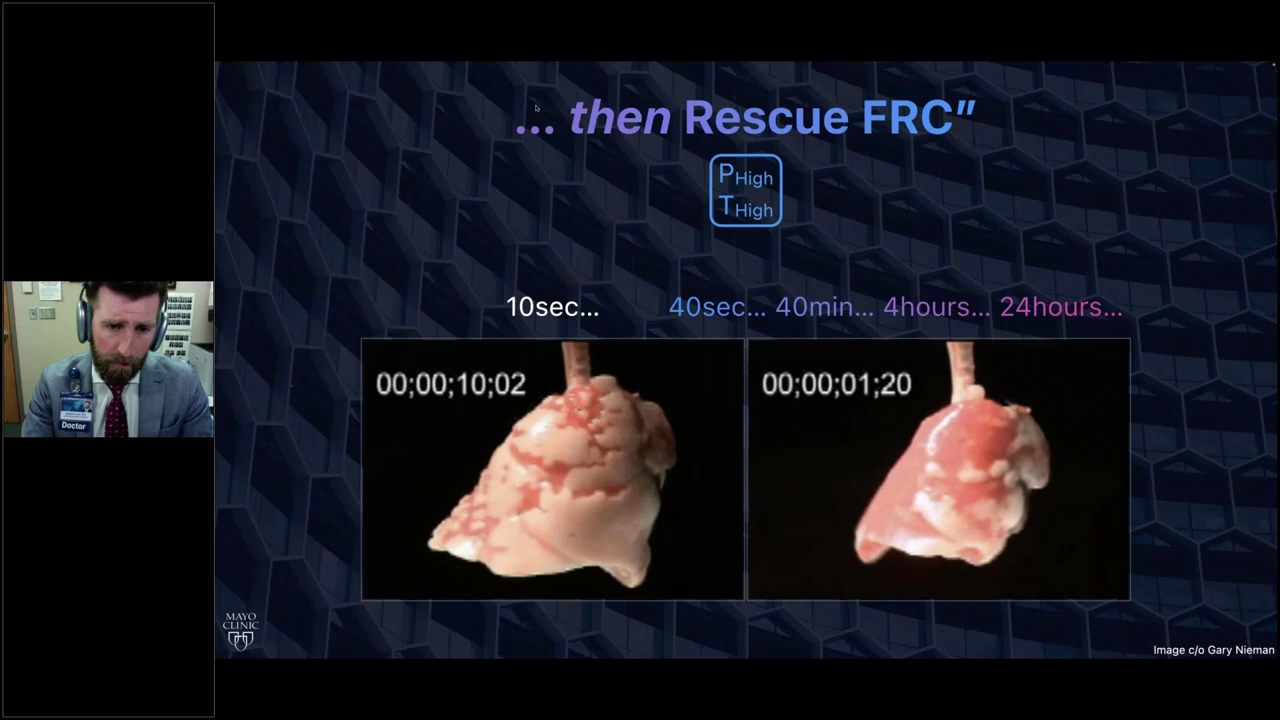 ... then Rescue FRC"
PHigh
THigh
10sec... 40sec... 40min... 4hours... 24hours...
00;00;10;02 00;00;01;20
Doctor
MAYO
CLINIC
Image c/o Gary Nieman